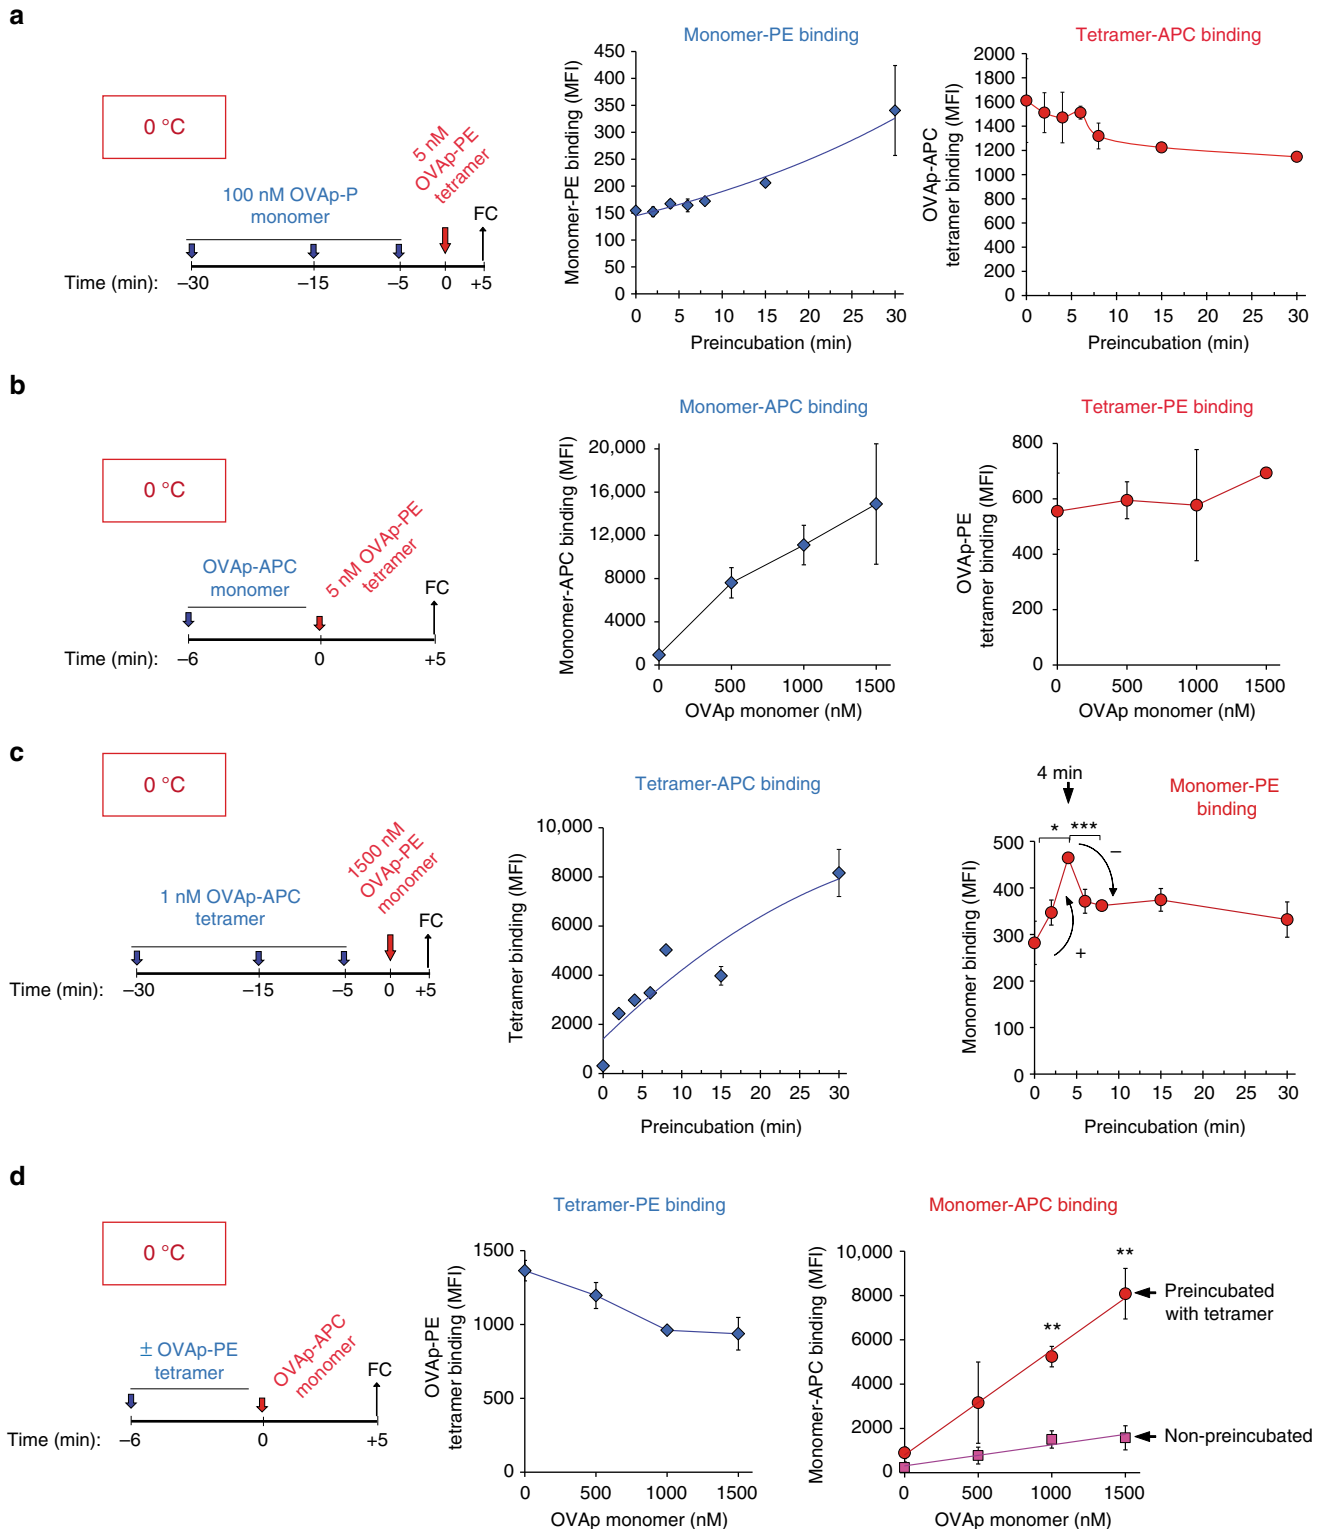 a
0 °C
100 nM OVAp-P
monomer
5 nM
OVAp-PE
tetramer
FC
Time (min):
–30
–15
–5
0
+5
Monomer-PE binding
Monomer-PE binding (MFI)
450
400
350
300
250
200
150
100
50
0
0
5
10
15
20
25
30
Preincubation (min)
Tetramer-APC binding
OVAp-APC
tetramer binding (MFI)
2000
1800
1600
1400
1200
1000
800
600
400
200
0
0
5
10
15
20
25
30
Preincubation (min)
b
0 °C
OVAp-APC
monomer
5 nM OVAp-PE
tetramer
FC
Time (min):
–6
0
+5
Monomer-APC binding
Monomer-APC binding (MFI)
20,000
16,000
12,000
8000
4000
0
0
500
1000
1500
OVAp monomer (nM)
Tetramer-PE binding
OVAp-PE
tetramer binding (MFI)
800
600
400
200
0
0
500
1000
1500
OVAp monomer (nM)
c
0 °C
1 nM OVAp-APC
tetramer
1500 nM
OVAp-PE
monomer
FC
Time (min):
–30
–15
–5
0
+5
Tetramer-APC binding
Tetramer binding (MFI)
10,000
8000
6000
4000
2000
0
0
5
10
15
20
25
30
Preincubation (min)
4 min
Monomer-PE
binding
* ***
–
+
Monomer binding (MFI)
500
400
300
200
100
0
0
5
10
15
20
25
30
Preincubation (min)
d
0 °C
± OVAp-PE
tetramer
OVAp-APC
monomer
FC
Time (min):
–6
0
+5
Tetramer-PE binding
OVAp-PE
tetramer binding (MFI)
1500
1000
500
0
0
500
1000
1500
OVAp monomer (nM)
Monomer-APC binding
Monomer-APC binding (MFI)
10,000
8000
6000
4000
2000
0
0
500
1000
1500
OVAp monomer (nM)
**
**
Preincubated
with tetramer
Non-preincubated